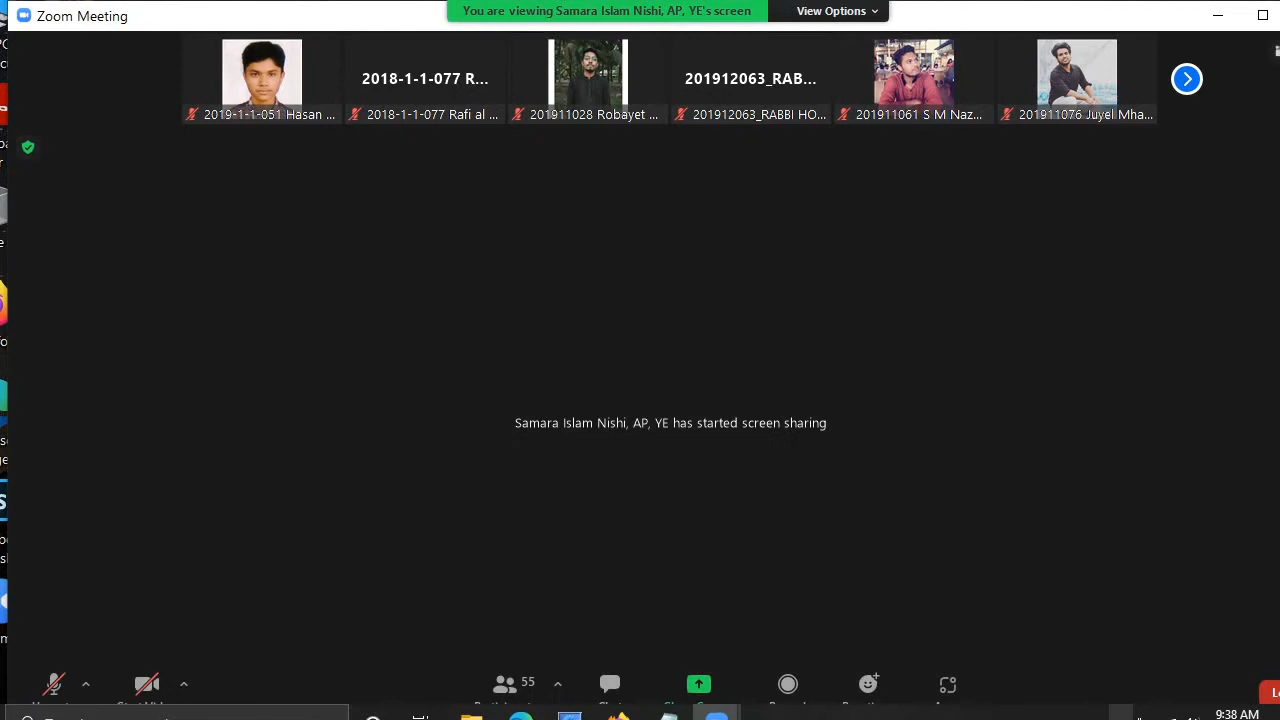 Zoom Meeting
You are viewing Samara Islam Nishi, AP, YE's screen
View Options
2018-1-1-077 R...
201912063_RAB...
2019-1-1-051 Hasan ...
2018-1-1-077 Rafi al ...
201911028 Robayet ...
201912063_RABBI HO...
201911061 S M Naz...
201911076 Juyel Mha...
Samara Islam Nishi, AP, YE has started screen sharing
55
9:38 AM